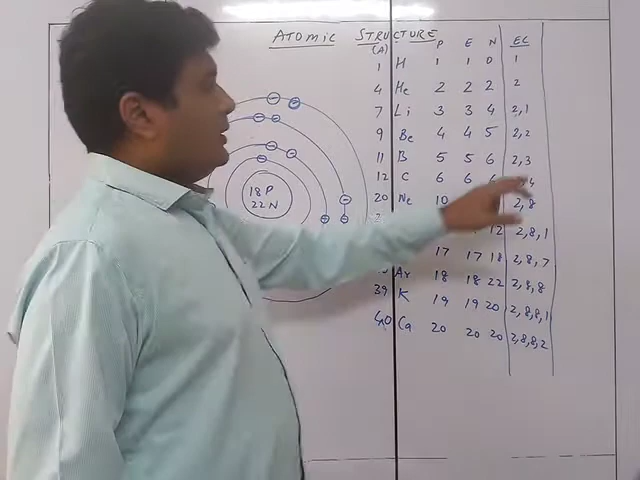 ATOMIC STRUCTURE
(A) P E N EC
1 H 1 1 0 1
4 He 2 2 2 2
7 Li 3 3 4 2,1
9 Be 4 4 5 2,2
11 B 5 5 6 2,3
12 C 6 6 6 2,4
20 Ne 10 2,8
12 2,8,1
17 17 18 2,8,7
Ar 18 18 22 2,8,8
39 K 19 19 20 2,8,8,1
40 Ca 20 20 20 2,8,8,2
18 P
22 N